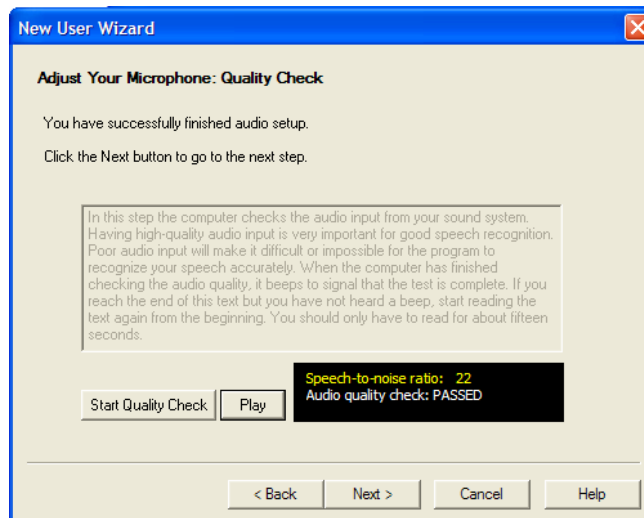 New User Wizard
Adjust Your Microphone: Quality Check
You have successfully finished audio setup.
Click the Next button to go to the next step.
In this step the computer checks the audio input from your sound system.
Having high-quality audio input is very important for good speech recognition.
Poor audio input will make it difficult or impossible for the program to
recognize your speech accurately. When the computer has finished
checking the audio quality, it beeps to signal that the test is complete. If you
reach the end of this text but you have not heard a beep, start reading the
text again from the beginning. You should only have to read for about fifteen
seconds.
Speech-to-noise ratio: 22
Audio quality check: PASSED
Start Quality Check Play
< Back Next > Cancel Help